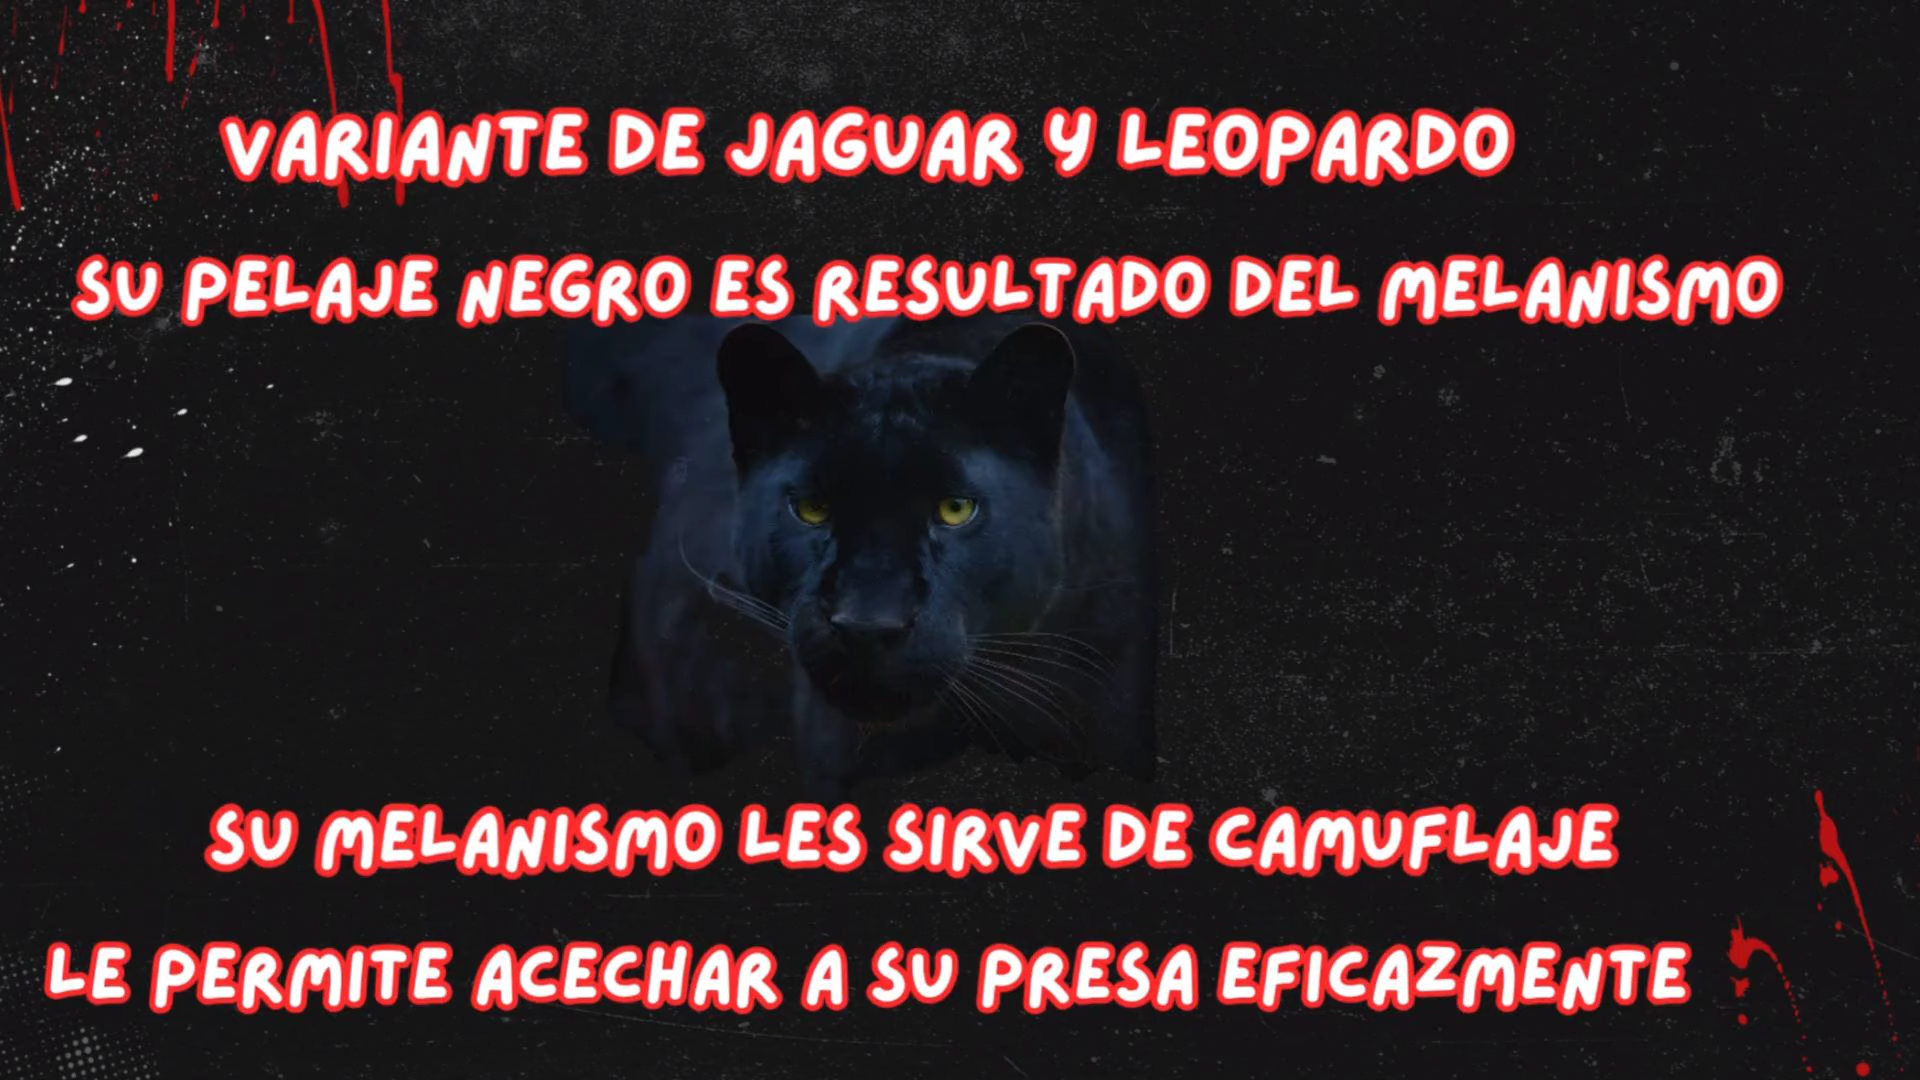 VARIANTE DE JAGUAR Y LEOPARDO
SU PELAJE NEGRO ES RESULTADO DEL MELANISMO
SU MELANISMO LES SIRVE DE CAMUFLAJE
LE PERMITE ACECHAR A SU PRESA EFICAZMENTE